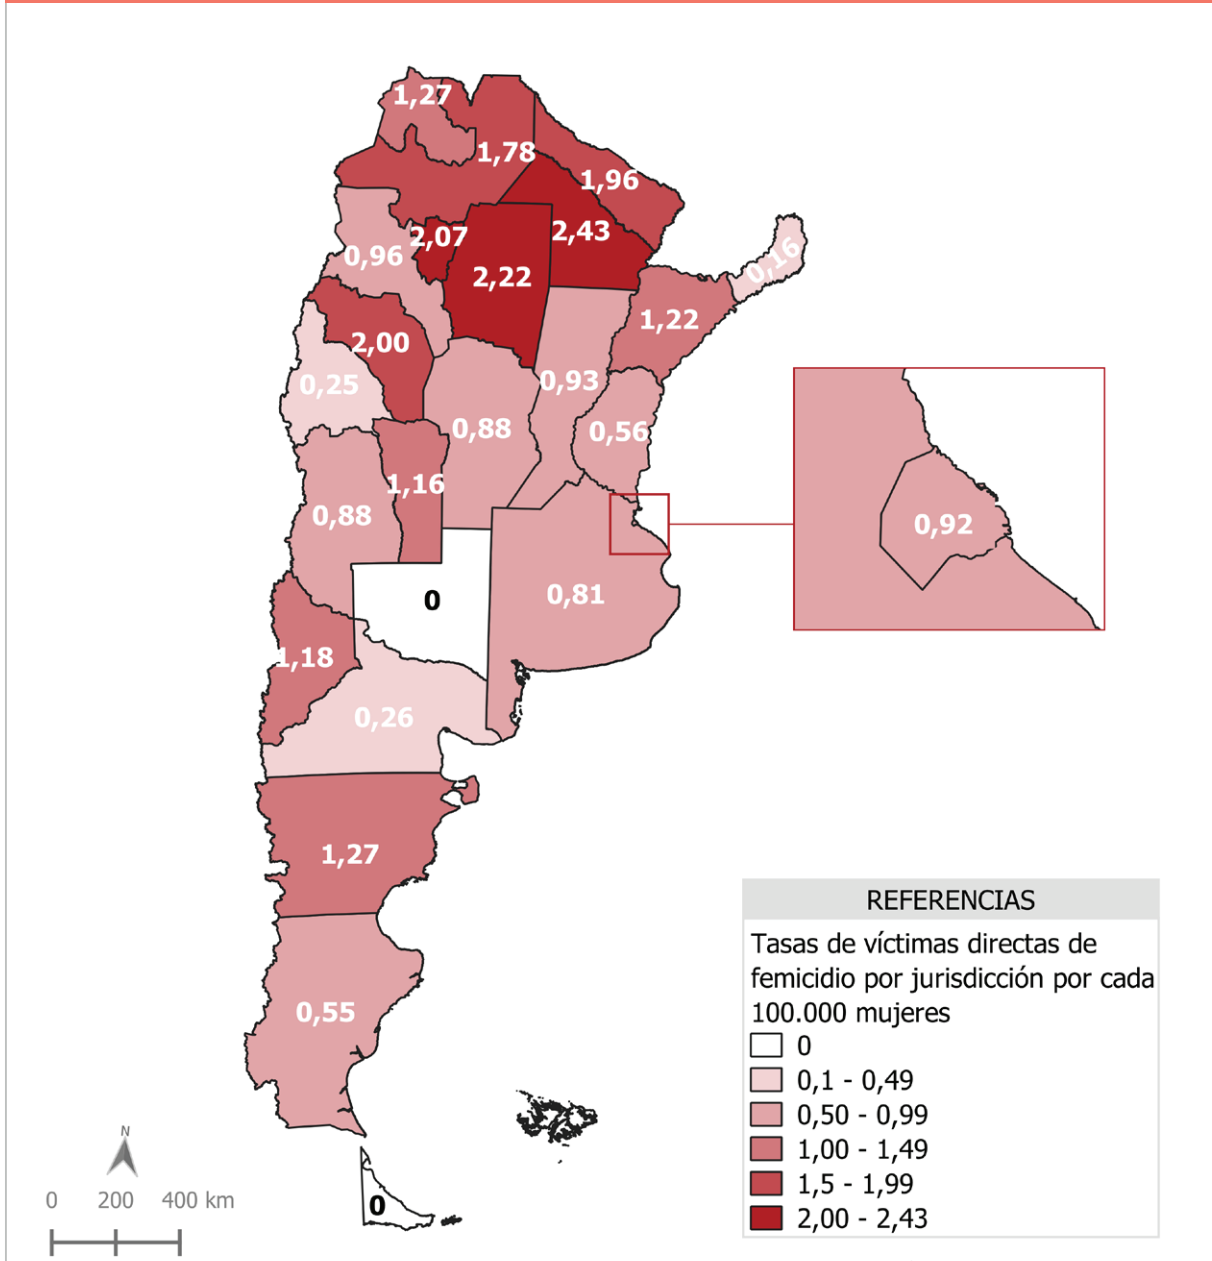 1,27
1,78
1,96
2,43
2,07
0,96
2,22
0,16
1,22
2,00
0,25
0,93
0,88
0,56
1,16
0,88
0,92
0,81
0
1,18
0,26
1,27
0,55
0
REFERENCIAS
Tasas de víctimas directas de
femicidio por jurisdicción por cada
100.000 mujeres
0
0,1 - 0,49
0,50 - 0,99
1,00 - 1,49
1,5 - 1,99
2,00 - 2,43
N
0 200 400 km